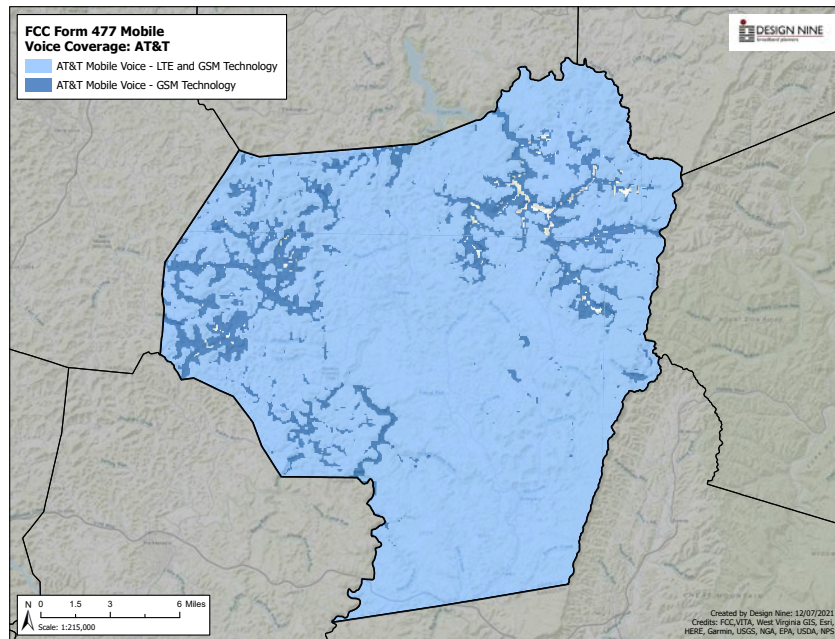 FCC Form 477 Mobile
Voice Coverage: AT&T
AT&T Mobile Voice - LTE and GSM Technology
AT&T Mobile Voice - GSM Technology
DESIGN NINE
broadband planners
N 0 1.5 3 6 Miles
Scale: 1:215,000
Created by Design Nine: 12/07/2021
Credits: FCC,VITA, West Virginia GIS, Esri,
HERE, Garmin, USGS, NGA, EPA, USDA, NPS